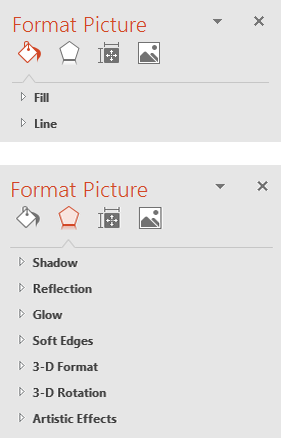 Format Picture
Fill
Line
Format Picture
Shadow
Reflection
Glow
Soft Edges
3-D Format
3-D Rotation
Artistic Effects